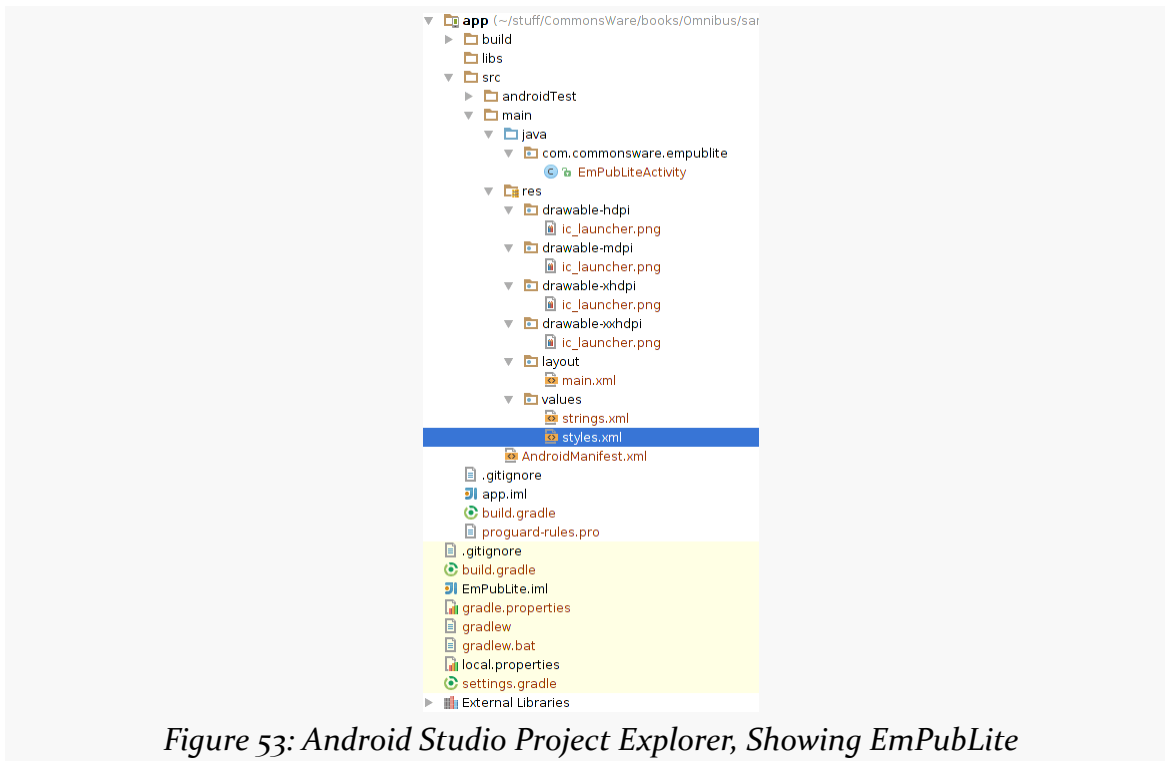 app (~/stuff/CommonsWare/books/Omnibus/sar
build
libs
src
androidTest
main
java
com.commonsware.empublite
EmPubLiteActivity
res
drawable-hdpi
ic_launcher.png
drawable-mdpi
ic_launcher.png
drawable-xhdpi
ic_launcher.png
drawable-xxhdpi
ic_launcher.png
layout
main.xml
values
strings.xml
styles.xml
AndroidManifest.xml
.gitignore
app.iml
build.gradle
proguard-rules.pro
.gitignore
build.gradle
EmPubLite.iml
gradle.properties
gradlew
gradlew.bat
local.properties
settings.gradle
External Libraries
Figure 53: Android Studio Project Explorer, Showing EmPubLite